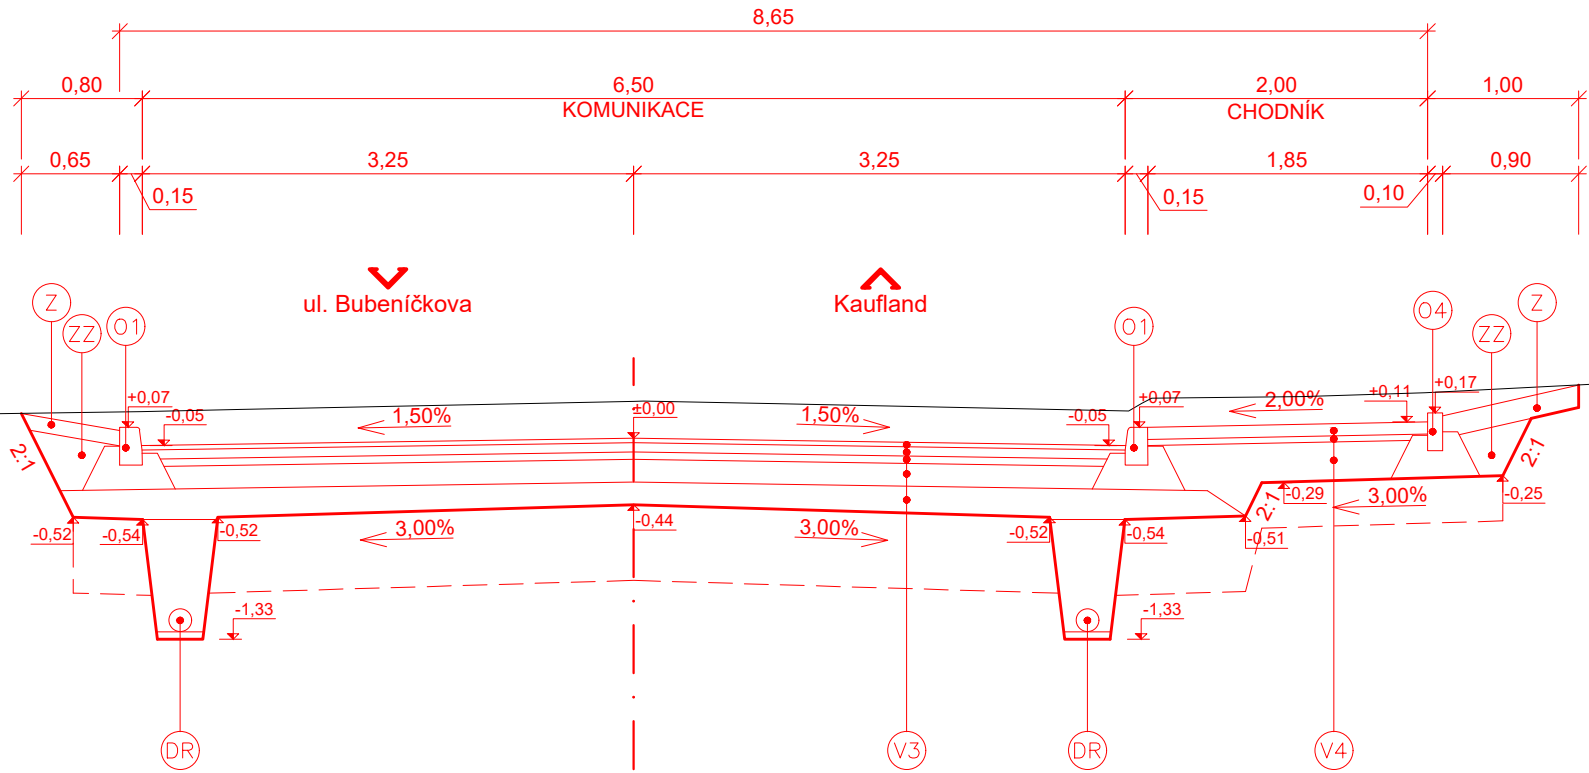 8,65
0,80
6,50
2,00
1,00
KOMUNIKACE
CHODNÍK
0,65
3,25
3,25
1,85
0,90
0,15
0,15
0,10
ul. Bubeníčkova
Kaufland
Z
ZZ
O1
O1
O4
ZZ
Z
+0,07
-0,05
1,50%
±0,00
1,50%
-0,05
+0,07
2,00%
+0,11
+0,17
2:1
2:1
2:1
-0,52
-0,54
-0,52
3,00%
-0,44
3,00%
-0,52
-0,54
-0,51
-0,29
3,00%
-0,25
-1,33
-1,33
DR
V3
DR
V4